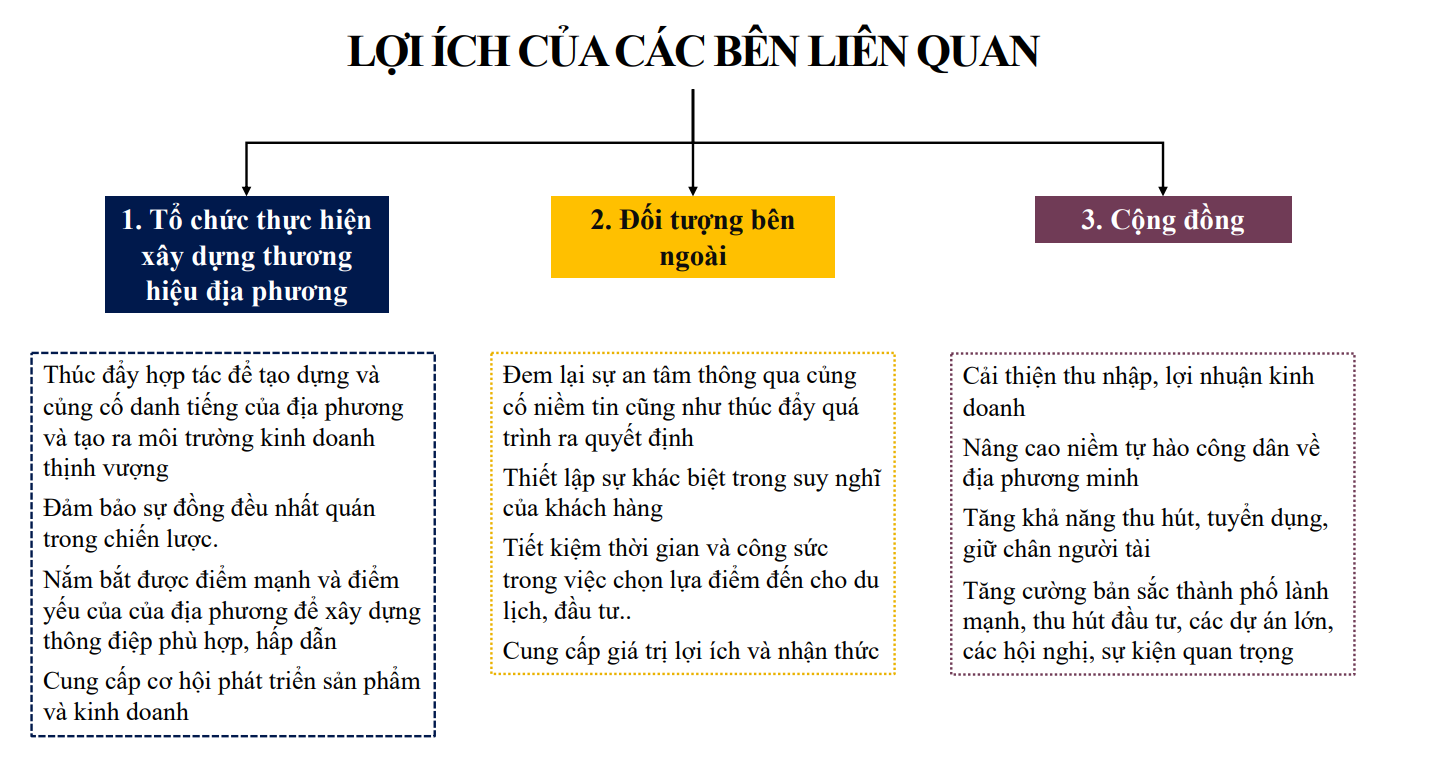 LỢI ÍCH CỦA CÁC BÊN LIÊN QUAN
1. Tổ chức thực hiện
xây dựng thương
hiệu địa phương
Thúc đẩy hợp tác để tạo dựng và
củng cố danh tiếng của địa phương
và tạo ra môi trường kinh doanh
thịnh vượng
Đảm bảo sự đồng đều nhất quán
trong chiến lược.
Nắm bắt được điểm mạnh và điểm
yếu của của địa phương để xây dựng
thông điệp phù hợp, hấp dẫn
Cung cấp cơ hội phát triển sản phẩm
và kinh doanh
2. Đối tượng bên
ngoài
Đem lại sự an tâm thông qua củng
cố niềm tin cũng như thúc đẩy quá
trình ra quyết định
Thiết lập sự khác biệt trong suy nghĩ
của khách hàng
Tiết kiệm thời gian và công sức
trong việc chọn lựa điểm đến cho du
lịch, đầu tư..
Cung cấp giá trị lợi ích và nhận thức
3. Cộng đồng
Cải thiện thu nhập, lợi nhuận kinh
doanh
Nâng cao niềm tự hào công dân về
địa phương minh
Tăng khả năng thu hút, tuyển dụng,
giữ chân người tài
Tăng cường bản sắc thành phố lành
mạnh, thu hút đầu tư, các dự án lớn,
các hội nghị, sự kiện quan trọng